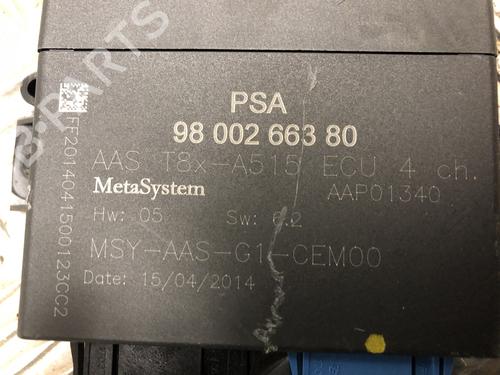 PSA
98 002 663 80
AAS T8x-A515 ECU 4 ch.
MetaSystem
AAP01340
Hw: 05
Sw: 6.2
MSY-AAS-G1-CEM00
Date: 15/04/2014
FF2014041500123CC2
B-PARTS